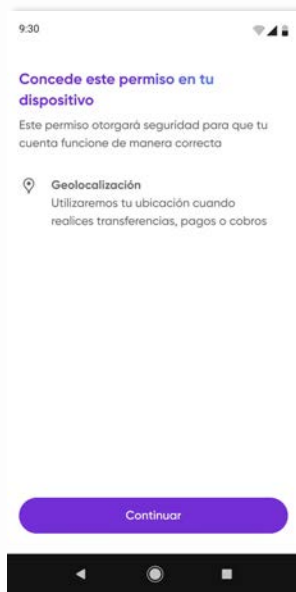 9:30
Concede este permiso en tu
dispositivo
Este permiso otorgará seguridad para que tu
cuenta funcione de manera correcta
Geolocalización
Utilizaremos tu ubicación cuando
realices transferencias, pagos o cobros
Continuar